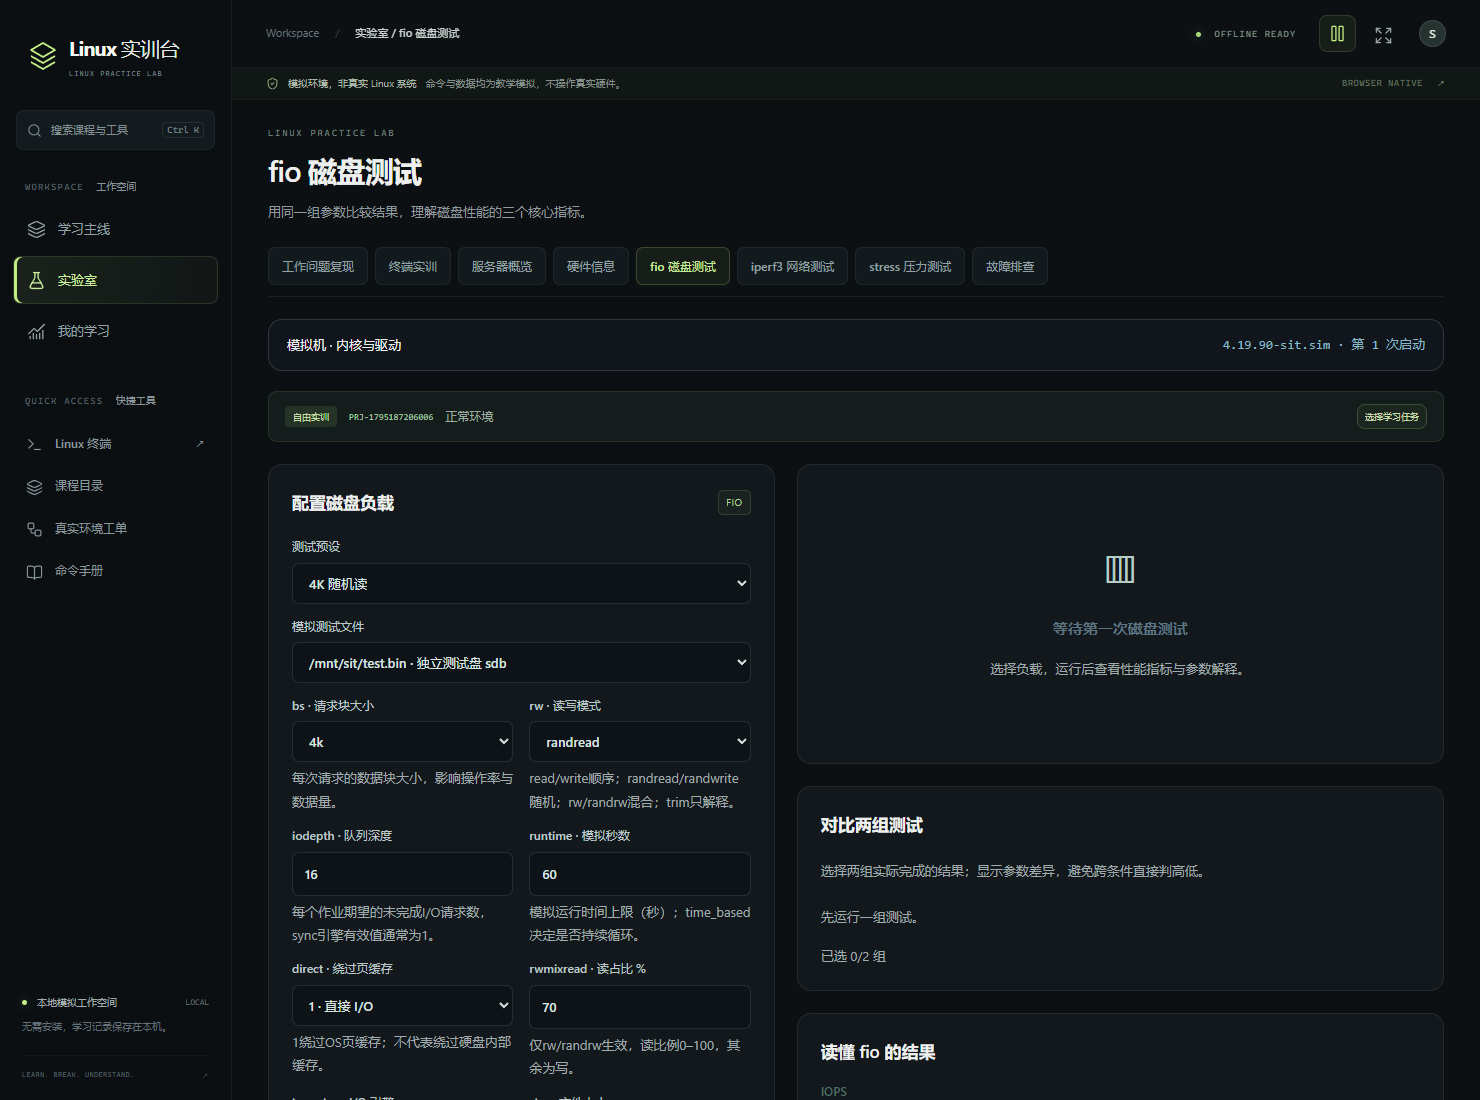 Linux 实训台
LINUX PRACTICE LAB
搜索课程与工具
Ctrl K
WORKSPACE 工作空间
学习主线
实验室
我的学习
QUICK ACCESS 快捷工具
Linux 终端 ↗
课程目录
真实环境工单
命令手册
本地模拟工作空间 LOCAL
无需安装，学习记录保存在本机。
LEARN. BREAK. UNDERSTAND. ↗
Workspace / 实验室 / fio 磁盘测试
OFFLINE READY
S
模拟环境，非真实 Linux 系统 命令与数据均为教学模拟，不操作真实硬件。
BROWSER NATIVE ↗
LINUX PRACTICE LAB
fio 磁盘测试
用同一组参数比较结果，理解磁盘性能的三个核心指标。
工作问题复现
终端实训
服务器概览
硬件信息
fio 磁盘测试
iperf3 网络测试
stress 压力测试
故障排查
模拟机 · 内核与驱动
4.19.90-sit.sim · 第 1 次启动
自由实训 PRJ-1795187206006 正常环境
选择学习任务
配置磁盘负载
FIO
测试预设
4K 随机读
模拟测试文件
/mnt/sit/test.bin · 独立测试盘 sdb
bs · 请求块大小
4k
每次请求的数据块大小，影响操作率与
数据量。
rw · 读写模式
randread
read/write顺序；randread/randwrite
随机；rw/randrw混合；trim只解释。
iodepth · 队列深度
16
每个作业期望的未完成I/O请求数，
sync引擎有效值通常为1。
runtime · 模拟秒数
60
模拟运行时间上限（秒）；time_based
决定是否持续循环。
direct · 绕过页缓存
1 · 直接 I/O
1绕过OS页缓存；不代表绕过硬盘内部
缓存。
rwmixread · 读占比 %
70
仅rw/randrw生效，读比例0–100，其
余为写。
等待第一次磁盘测试
选择负载，运行后查看性能指标与参数解释。
对比两组测试
选择两组实际完成的结果；显示参数差异，避免跨条件直接判高低。
先运行一组测试。
已选 0/2 组
读懂 fio 的结果
IOPS